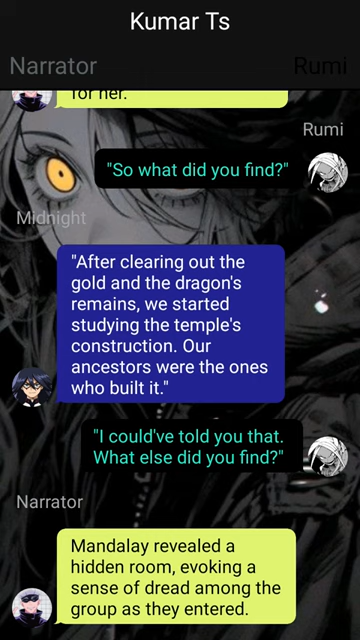 Kumar Ts
Narrator
Rumi
for her.
Rumi
"So what did you find?"
Midnight
"After clearing out the
gold and the dragon's
remains, we started
studying the temple's
construction. Our
ancestors were the ones
who built it."
"I could've told you that.
What else did you find?"
Narrator
Mandalay revealed a
hidden room, evoking a
sense of dread among the
group as they entered.